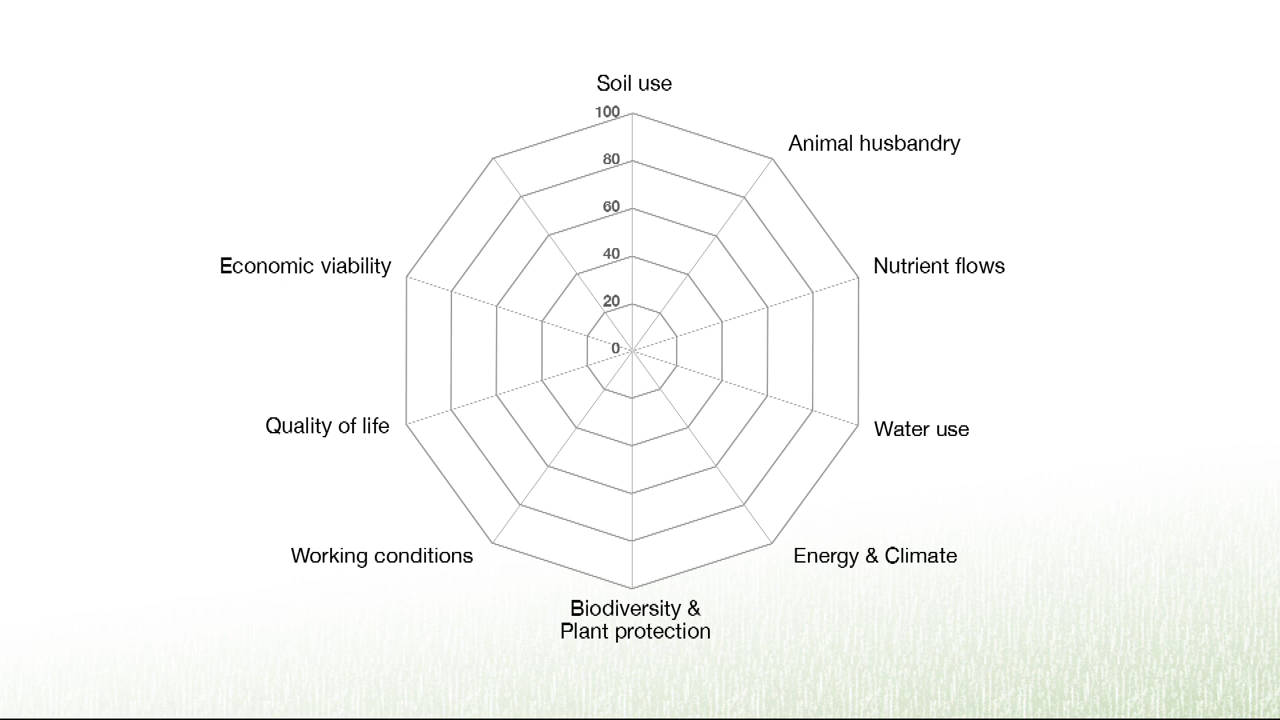 Soil use
100
Animal husbandry
80
60
Economic viability
40
Nutrient flows
20
0
Quality of life
Water use
Working conditions
Energy & Climate
Biodiversity &
Plant protection